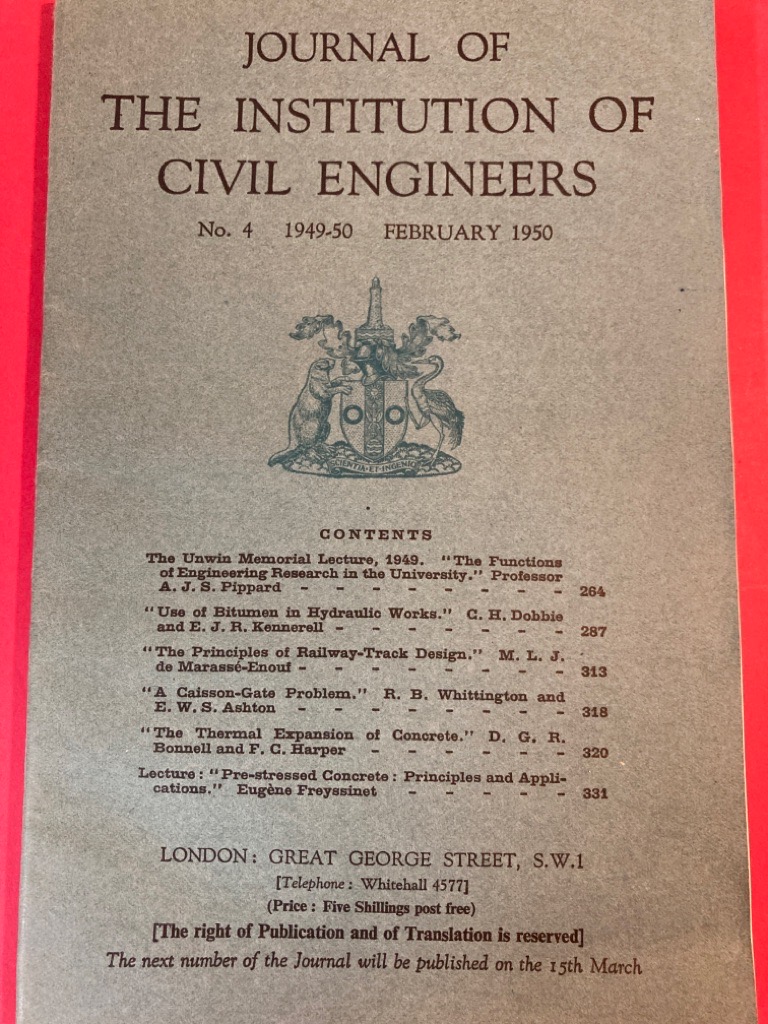 JOURNAL OF
THE INSTITUTION OF
CIVIL ENGINEERS
No. 4 1949-50 FEBRUARY 1950
SCIENTIA·ET·INGENIO
CONTENTS
The Unwin Memorial Lecture, 1949. "The Functions
of Engineering Research in the University." Professor
A. J. S. Pippard - - - - - - - - 264
"Use of Bitumen in Hydraulic Works." C. H. Dobbie
and E. J. R. Kennerell - - - - - - - 287
"The Principles of Railway-Track Design." M. L. J.
de Marassé-Enouf - - - - - - - - 313
"A Caisson-Gate Problem." R. B. Whittington and
E. W. S. Ashton - - - - - - - - 318
"The Thermal Expansion of Concrete." D. G. R.
Bonnell and F. C. Harper - - - - - - 320
Lecture: "Pre-stressed Concrete: Principles and Appli-
cations." Eugène Freyssinet - - - - - 331
LONDON: GREAT GEORGE STREET, S.W.1
[Telephone: Whitehall 4577]
(Price: Five Shillings post free)
[The right of Publication and of Translation is reserved]
The next number of the Journal will be published on the 15th March